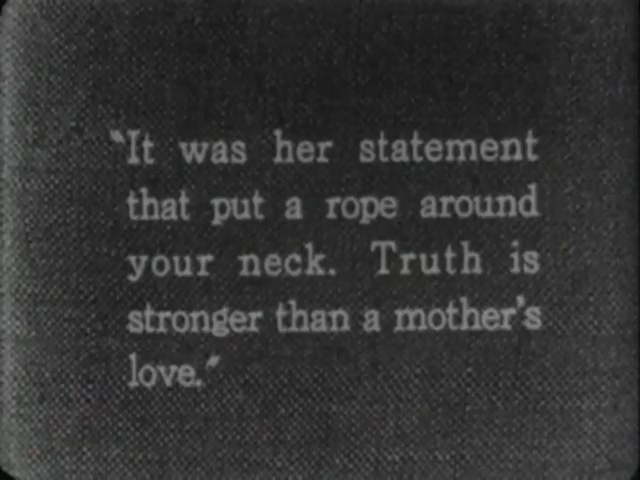 "It was her statement
that put a rope around
your neck. Truth is
stronger than a mother's
love."